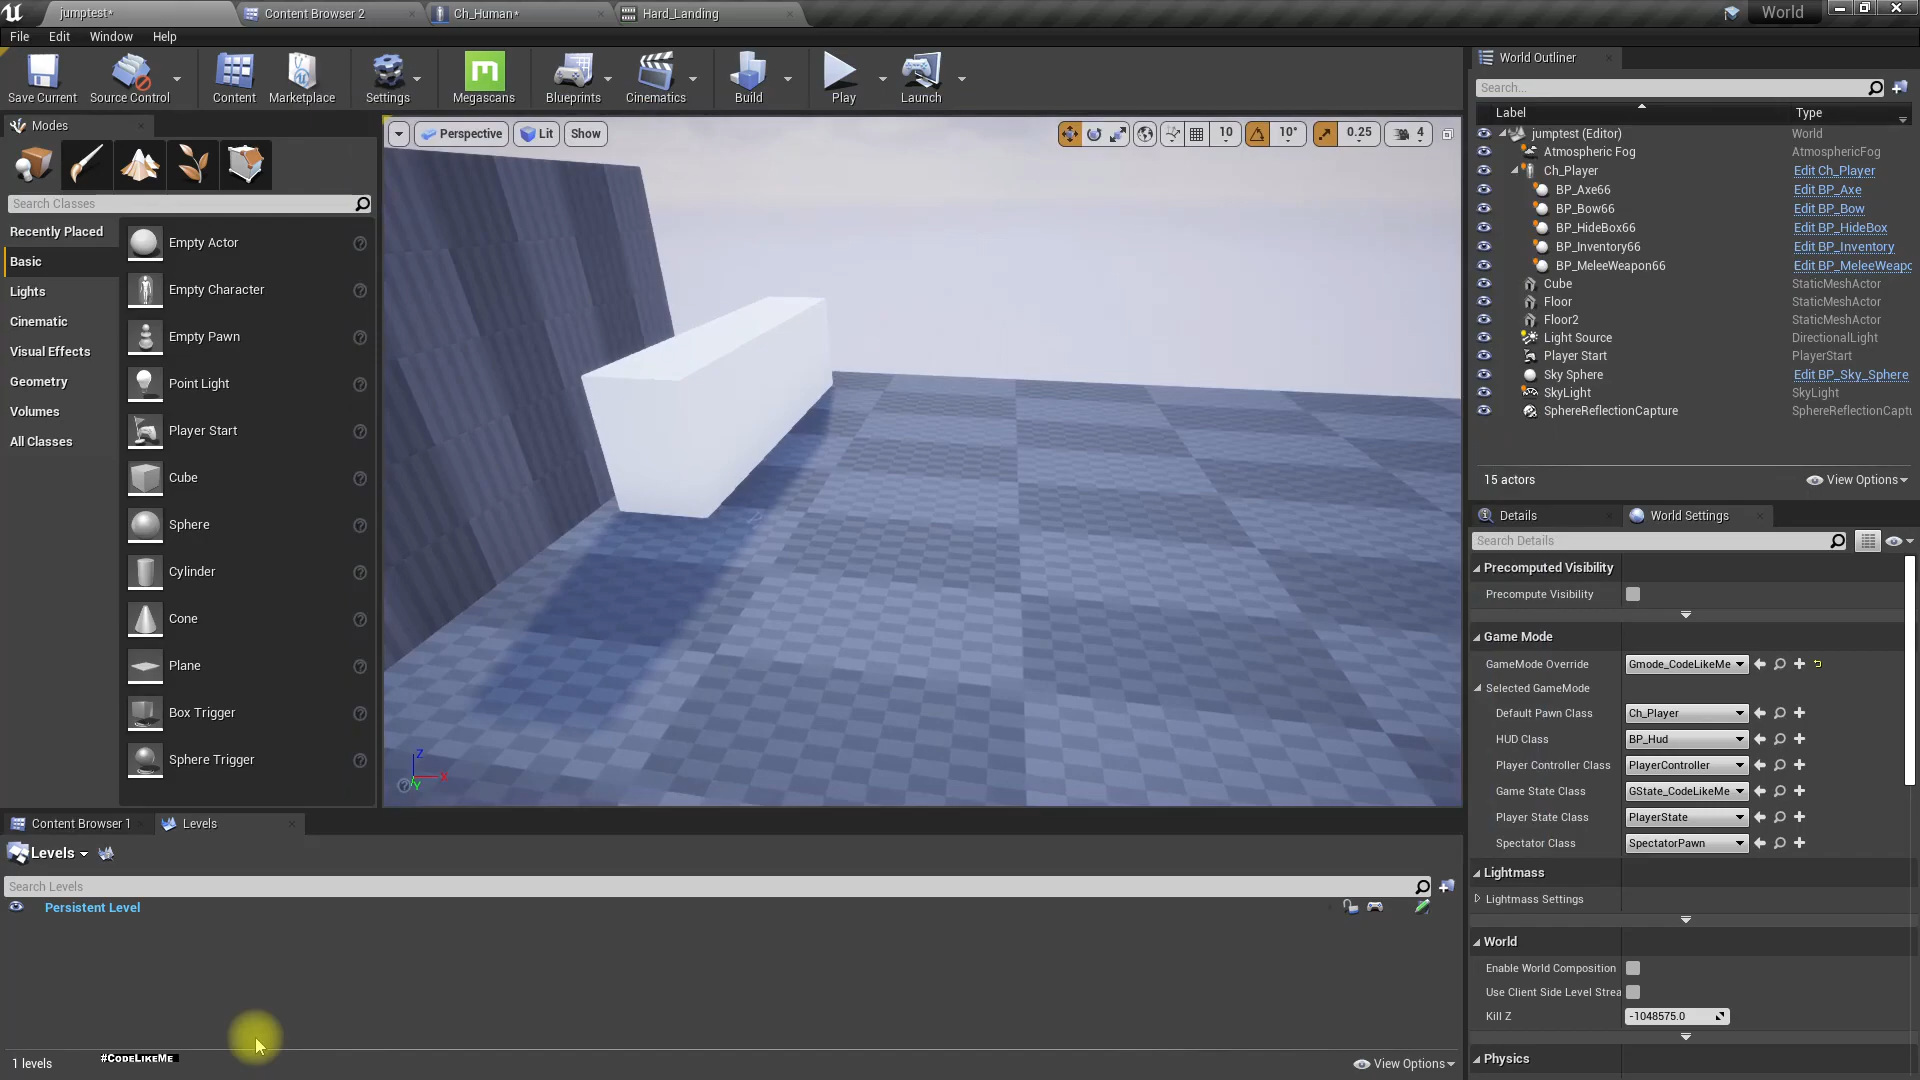 jumptest*
Content Browser 2
Ch_Human*
Hard_Landing
World
File
Edit
Window
Help
Save Current
Source Control
Content
Marketplace
Settings
Megascans
Blueprints
Cinematics
Build
Play
Launch
Modes
Search Classes
Recently Placed
Basic
Lights
Cinematic
Visual Effects
Geometry
Volumes
All Classes
Empty Actor
Empty Character
Empty Pawn
Point Light
Player Start
Cube
Sphere
Cylinder
Cone
Plane
Box Trigger
Sphere Trigger
Perspective
Lit
Show
10
10°
0.25
4
Z
X
Y
World Outliner
Search...
Label
Type
jumptest (Editor)
World
Atmospheric Fog
AtmosphericFog
Ch_Player
Edit Ch_Player
BP_Axe66
Edit BP_Axe
BP_Bow66
Edit BP_Bow
BP_HideBox66
Edit BP_HideBox
BP_Inventory66
Edit BP_Inventory
BP_MeleeWeapon66
Edit BP_MeleeWeapo
Cube
StaticMeshActor
Floor
StaticMeshActor
Floor2
StaticMeshActor
Light Source
DirectionalLight
Player Start
PlayerStart
Sky Sphere
Edit BP_Sky_Sphere
SkyLight
SkyLight
SphereReflectionCapture
SphereReflectionCaptu
15 actors
View Options
Details
World Settings
Search Details
Precomputed Visibility
Precompute Visibility
Game Mode
GameMode Override
Gmode_CodeLikeMe
Selected GameMode
Default Pawn Class
Ch_Player
HUD Class
BP_Hud
Player Controller Class
PlayerController
Game State Class
GState_CodeLikeMe
Player State Class
PlayerState
Spectator Class
SpectatorPawn
Lightmass
Lightmass Settings
World
Enable World Composition
Use Client Side Level Strea
Kill Z
-1048575.0
Physics
Content Browser 1
Levels
Levels
Search Levels
Persistent Level
1 levels
#CodeLikeMe
View Options